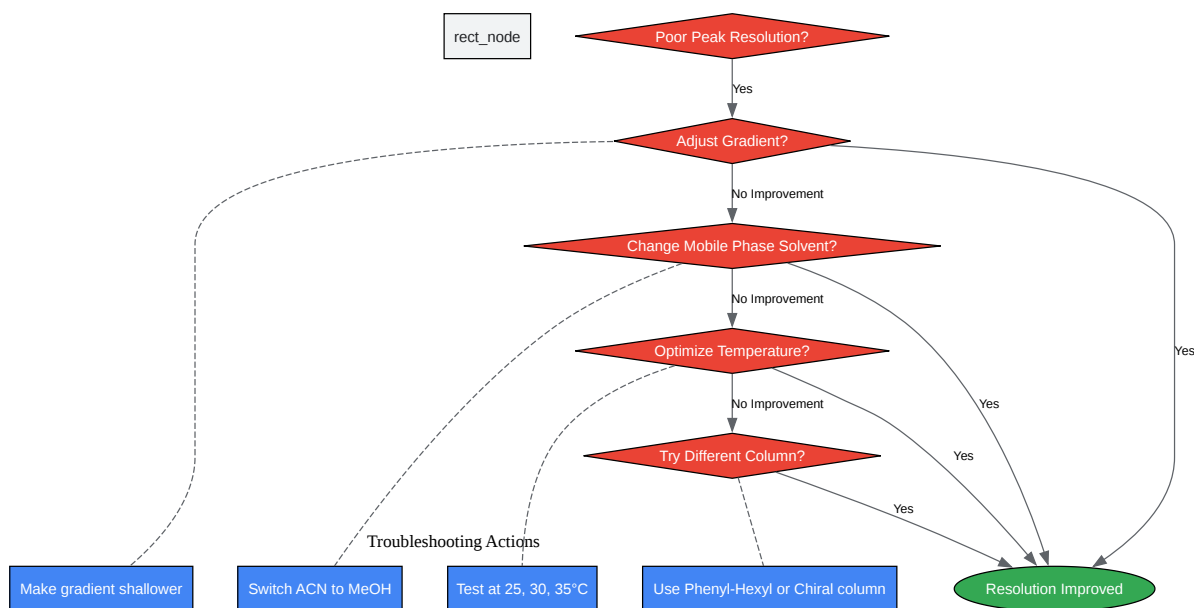 rect_node
Poor Peak Resolution?
Yes
Adjust Gradient?
No Improvement
Change Mobile Phase Solvent?
No Improvement
Optimize Temperature?
Yes
No Improvement
Yes
Try Different Column?
Yes
Yes
Troubleshooting Actions
Make gradient shallower
Switch ACN to MeOH
Test at 25, 30, 35°C
Use Phenyl-Hexyl or Chiral column
Resolution Improved